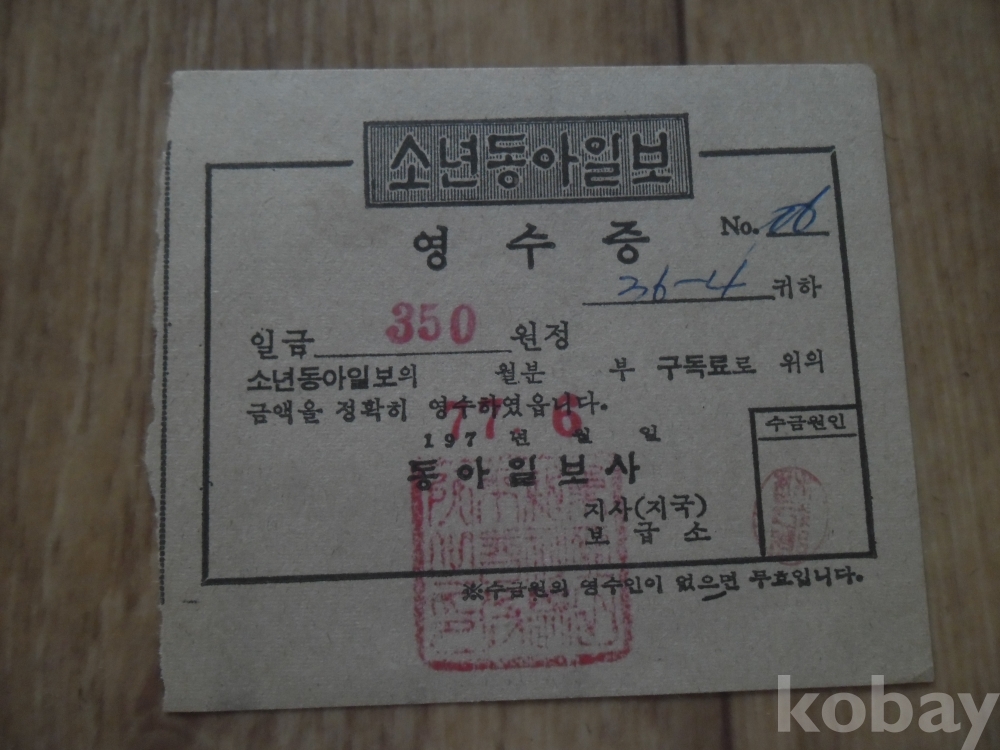 소년동아일보
영 수 증
No. 26
36-4 귀하
일금 350 원정
소년동아일보의 월분 부 구독료로 위의
금액을 정확히 영수하였읍니다.
77. 6
197 년 월 일
동아일보사
지사(지국)
보 급 소
수금원인
※수금원의 영수인이 없으면 무효입니다.
kobay